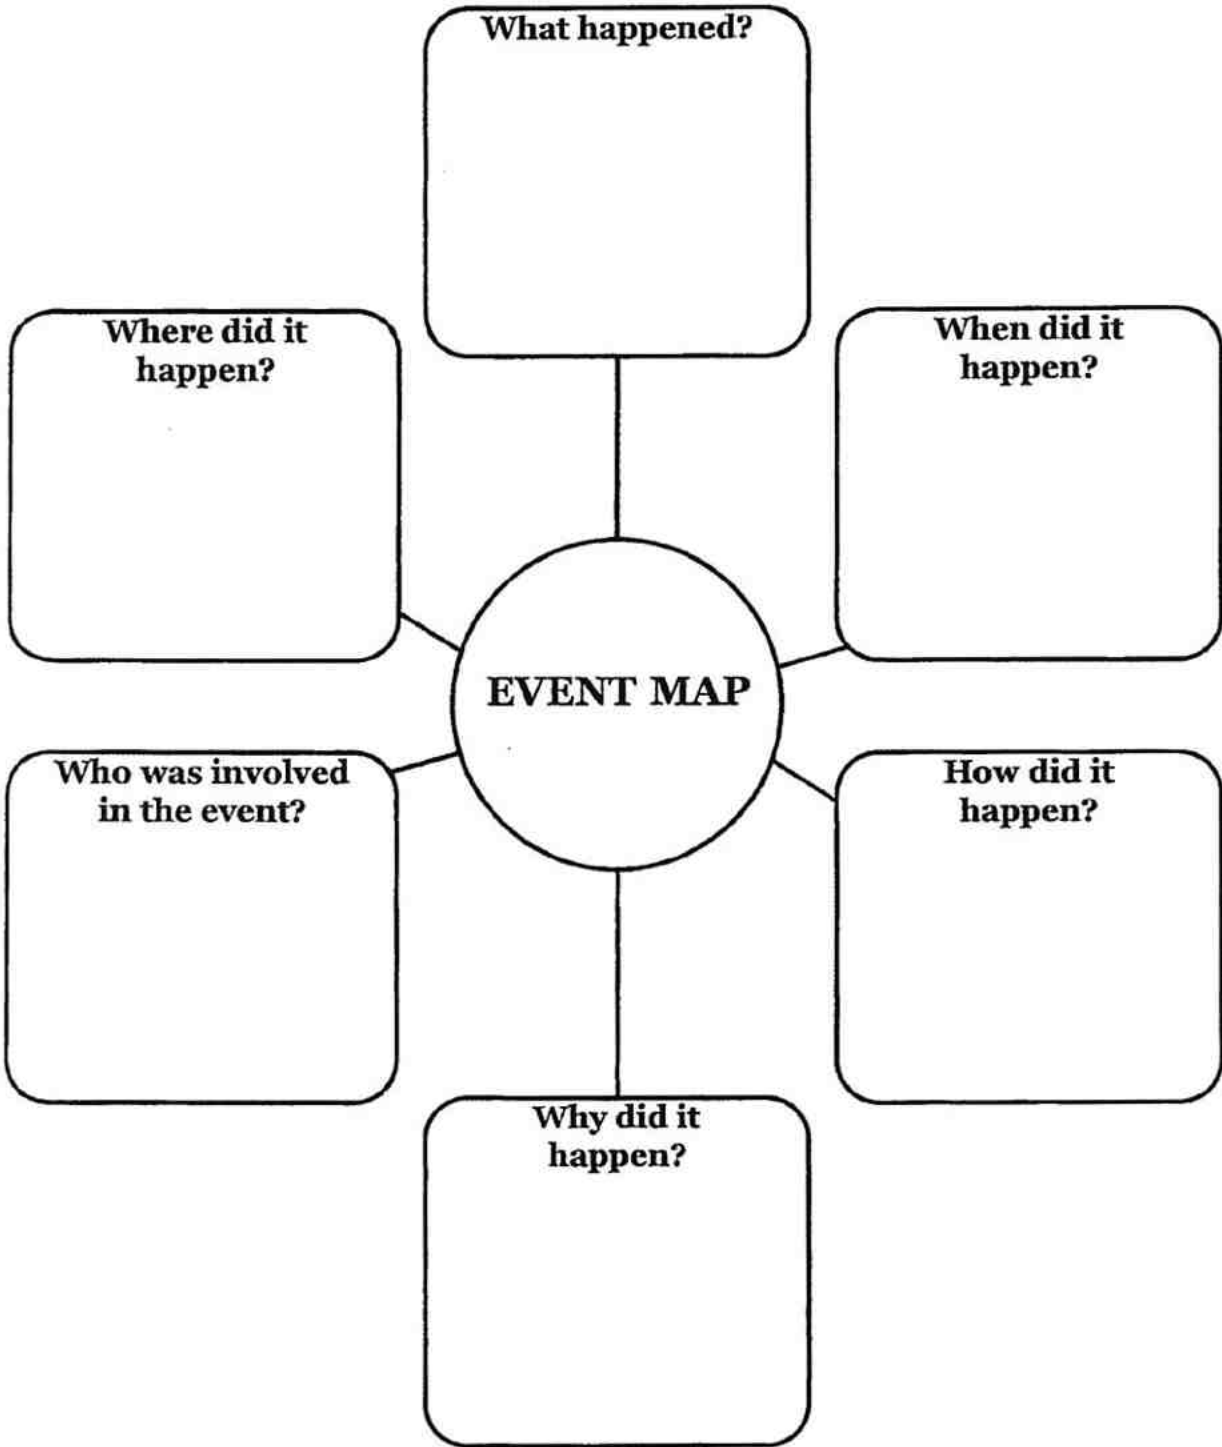 What happened?
Where did it
happen?
When did it
happen?
EVENT MAP
Who was involved
in the event?
How did it
happen?
Why did it
happen?